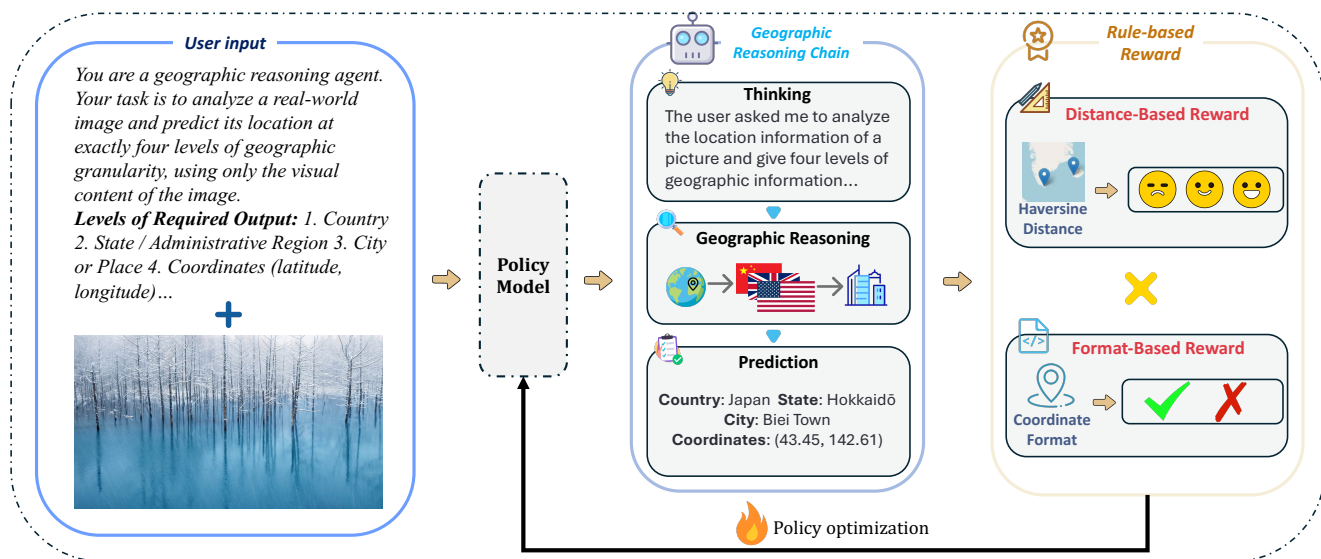 User input
You are a geographic reasoning agent.
Your task is to analyze a real-world
image and predict its location at
exactly four levels of geographic
granularity, using only the visual
content of the image.
Levels of Required Output: 1. Country
2. State / Administrative Region 3. City
or Place 4. Coordinates (latitude,
longitude)...
Policy
Model
Geographic
Reasoning Chain
Thinking
The user asked me to analyze
the location information of a
picture and give four levels of
geographic information...
Geographic Reasoning
Prediction
Country: Japan State: Hokkaidō
City: Biei Town
Coordinates: (43.45, 142.61)
Rule-based
Reward
Distance-Based Reward
Haversine
Distance
Format-Based Reward
</>
Coordinate
Format
Policy optimization